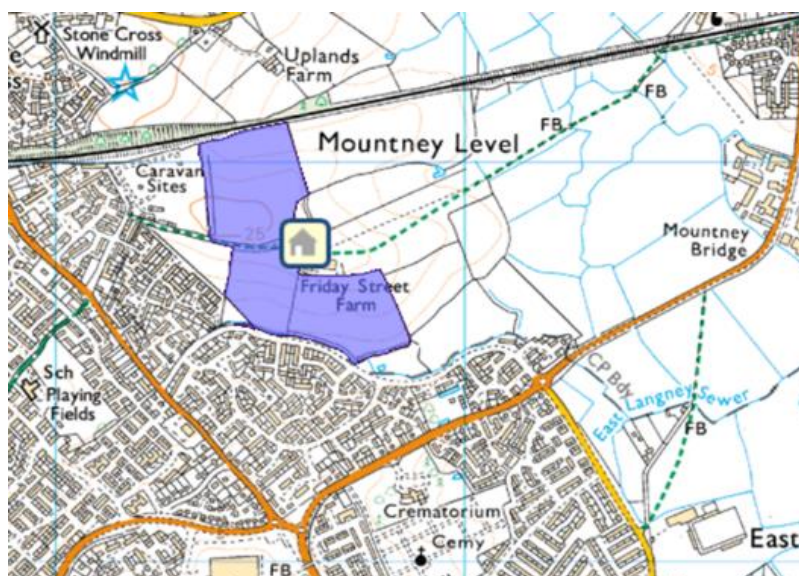 Stone Cross
Windmill
e
s
Uplands
Farm
FB
5
FB
Mountney Level
Caravan
Sites
25
Mountney
Bridge
Friday Street
Farm
Sch
Playing
Fields
CP Bdy
East Langney Sewer
FB
Crematorium
Cemy
East
FB